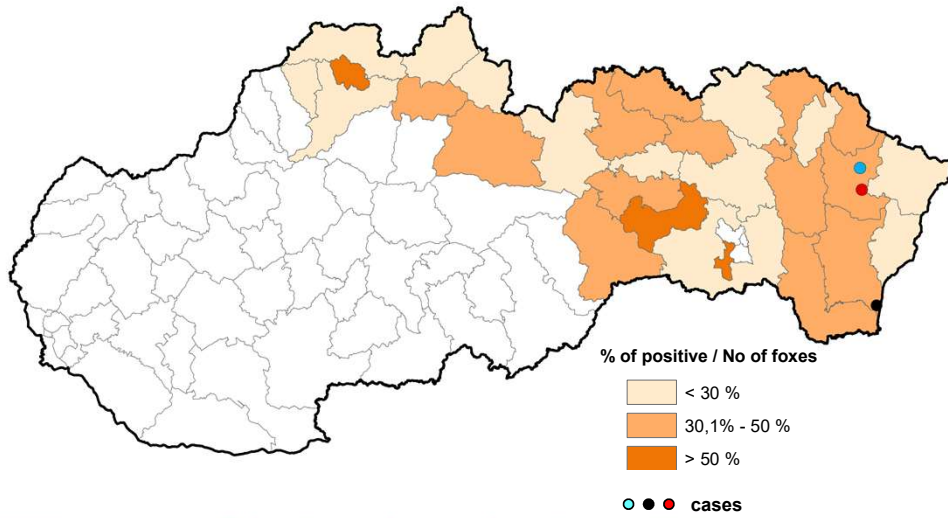 % of positive / No of foxes
< 30 %
30,1% - 50 %
> 50 %
cases